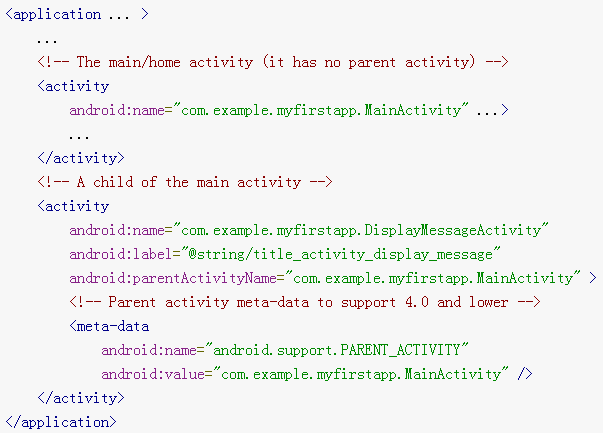 <application ... >
    ...
    <!-- The main/home activity (it has no parent activity) -->
    <activity
        android:name="com.example.myfirstapp.MainActivity" ...>
        ...
    </activity>
    <!-- A child of the main activity -->
    <activity
        android:name="com.example.myfirstapp.DisplayMessageActivity"
        android:label="@string/title_activity_display_message"
        android:parentActivityName="com.example.myfirstapp.MainActivity" >
        <!-- Parent activity meta-data to support 4.0 and lower -->
        <meta-data
            android:name="android.support.PARENT_ACTIVITY"
            android:value="com.example.myfirstapp.MainActivity" />
    </activity>
</application>